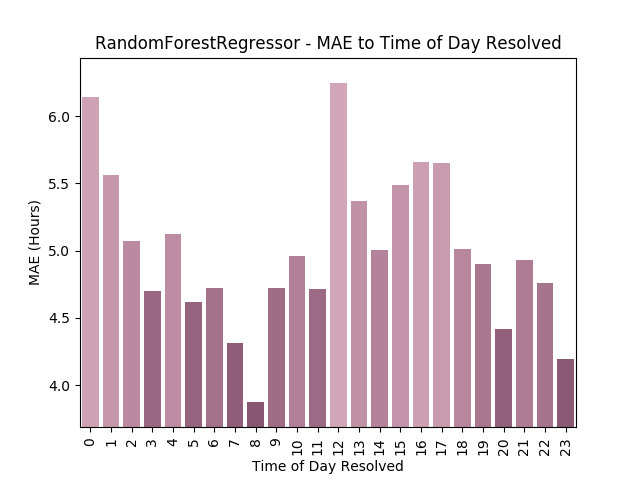 RandomForestRegressor - MAE to Time of Day Resolved
MAE (Hours)
6.0
5.5
5.0
4.5
4.0
0 1 2 3 4 5 6 7 8 9 10 11 12 13 14 15 16 17 18 19 20 21 22 23
Time of Day Resolved